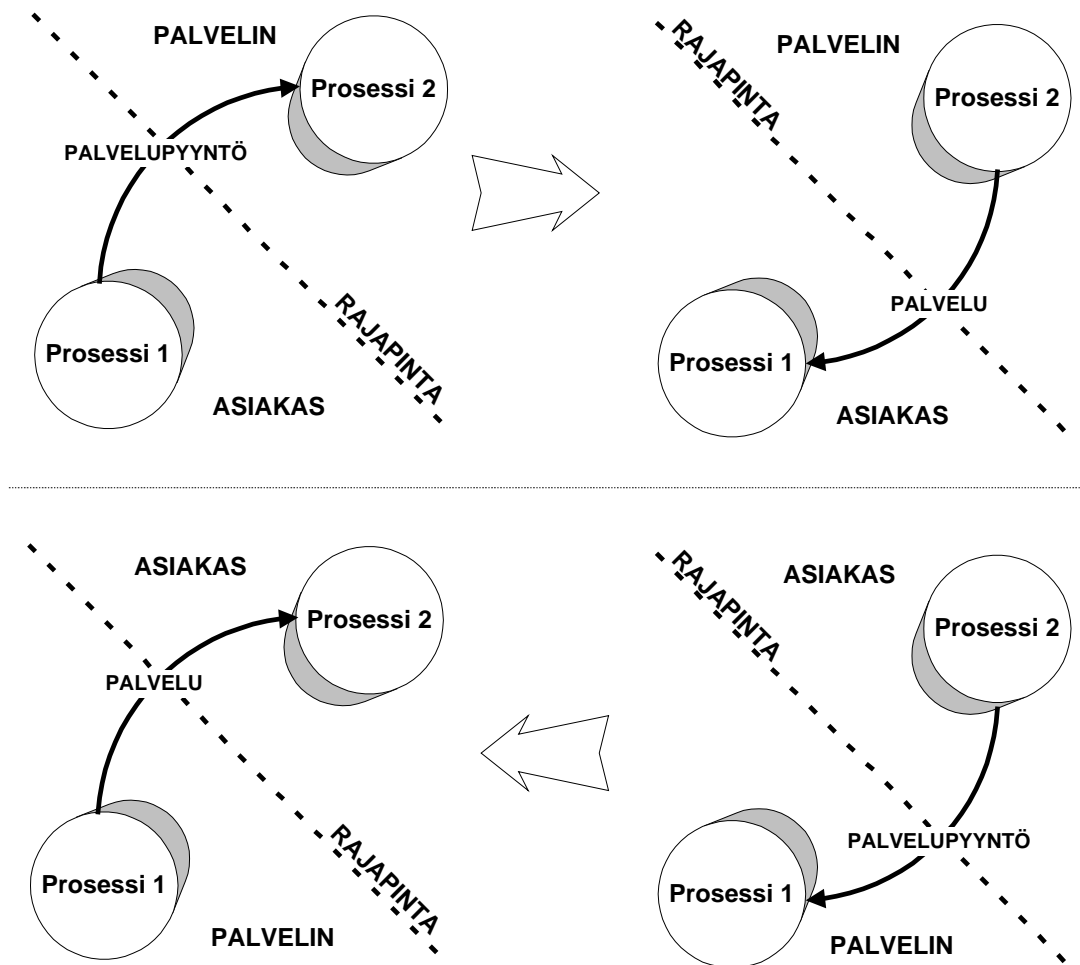 PALVELIN
Prosessi 2
PALVELUPYYNTÖ
RAJAPINTA
Prosessi 1
ASIAKAS
RAJAPINTA
PALVELIN
Prosessi 2
PALVELU
Prosessi 1
ASIAKAS
ASIAKAS
Prosessi 2
PALVELU
RAJAPINTA
Prosessi 1
PALVELIN
RAJAPINTA
ASIAKAS
Prosessi 2
PALVELUPYYNTÖ
Prosessi 1
PALVELIN